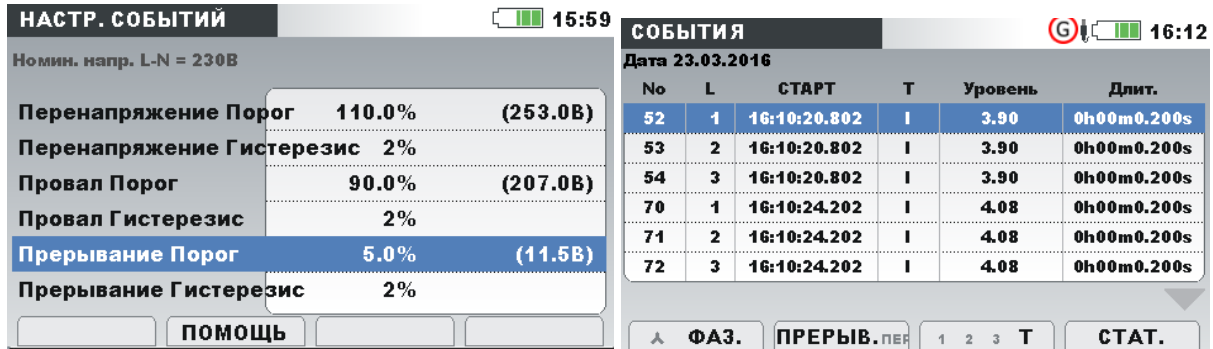 НАСТР. СОБЫТИЙ 15:59
Номин. напр. L-N = 230В
Перенапряжение Порог 110.0% (253.0В)
Перенапряжение Гистерезис 2%
Провал Порог 90.0% (207.0В)
Провал Гистерезис 2%
Прерывание Порог 5.0% (11.5В)
Прерывание Гистерезис 2%
ПОМОЩЬ
СОБЫТИЯ G 16:12
Дата 23.03.2016
No L СТАРТ T Уровень Длит.
52 1 16:10:20.802 I 3.90 0h00m0.200s
53 2 16:10:20.802 I 3.90 0h00m0.200s
54 3 16:10:20.802 I 3.90 0h00m0.200s
70 1 16:10:24.202 I 4.08 0h00m0.200s
71 2 16:10:24.202 I 4.08 0h00m0.200s
72 3 16:10:24.202 I 4.08 0h00m0.200s
ФАЗ. ПРЕРЫВ. ПЕР 1 2 3 T СТАТ.